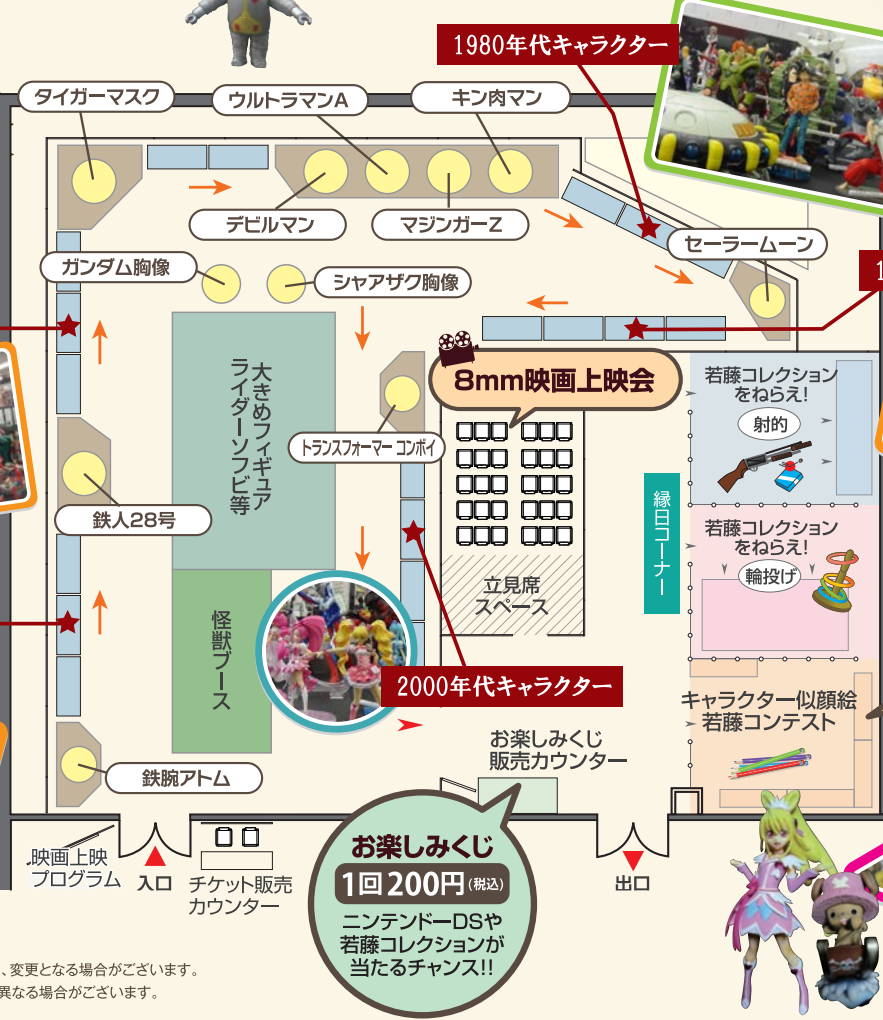 1980年代キャラクター
タイガーマスク
ウルトラマンA
キン肉マン
デビルマン
マジンガーZ
セーラームーン
ガンダム胸像
シャアザク胸像
1
大きめフィギュア
ライダーソフビ等
8mm映画上映会
若藤コレクション
をねらえ!
射的
トランスフォーマー コンボイ
鉄人28号
縁日コーナー
若藤コレクション
をねらえ!
輪投げ
立見席
スペース
怪獣ブース
2000年代キャラクター
キャラクター似顔絵
若藤コンテスト
お楽しみくじ
販売カウンター
鉄腕アトム
映画上映
プログラム
入口
チケット販売
カウンター
お楽しみくじ
1回200円(税込)
ニンテンドーDSや
若藤コレクションが
当たるチャンス!!
出口
、変更となる場合がございます。
異なる場合がございます。